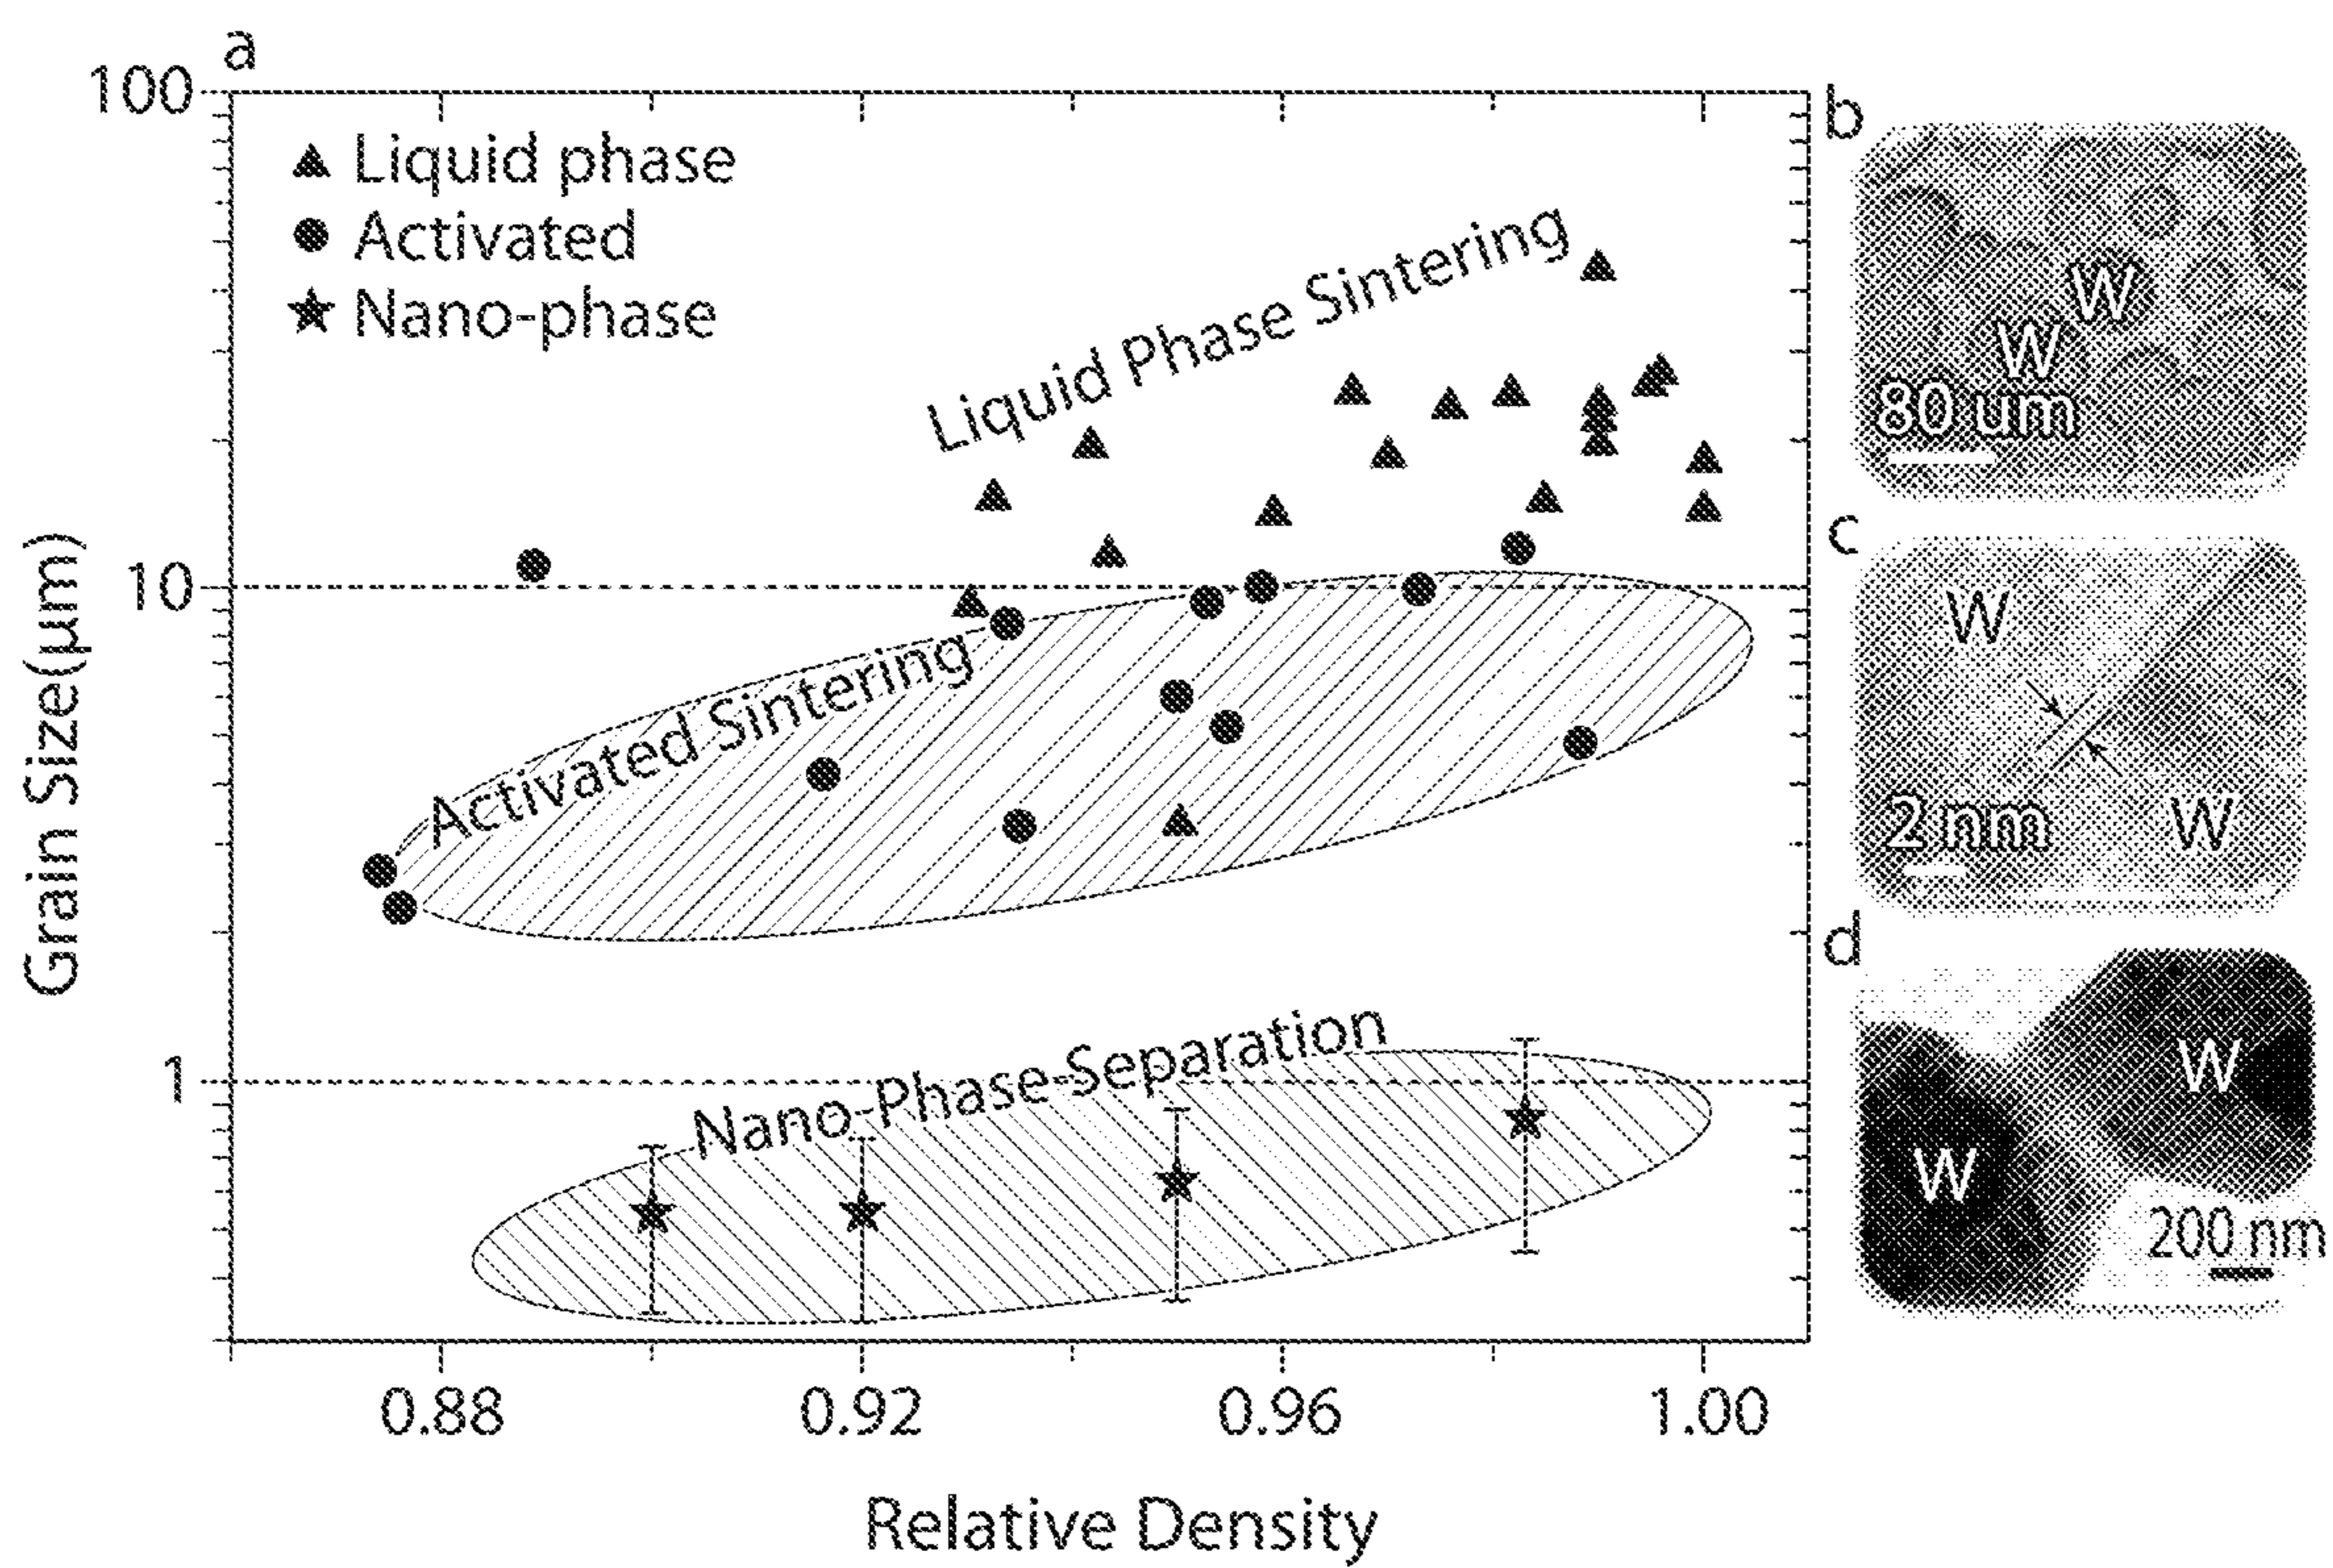 a
100
Liquid phase
Activated
Nano-phase
Liquid Phase Sintering
10
Activated Sintering
Grain Size(µm)
1
Nano-Phase-Separation
0.88 0.92 0.96 1.00
Relative Density
b
W
W
80 um
c
W
2 nm
W
d
W
W
200 nm